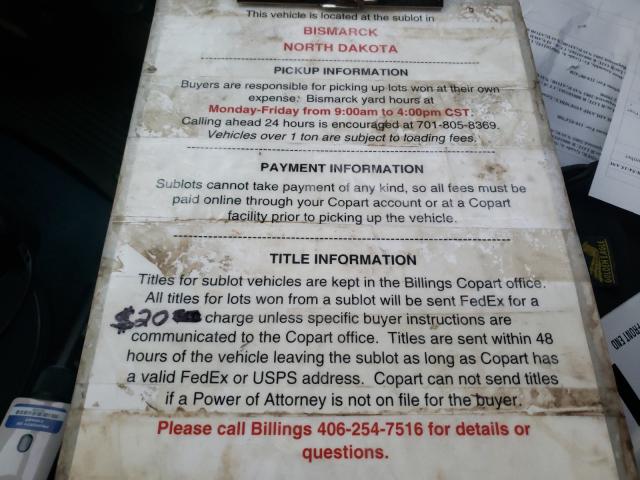 This vehicle is located at the sublot in
BISMARCK
NORTH DAKOTA
PICKUP INFORMATION
Buyers are responsible for picking up lots won at their own
expense. Bismarck yard hours at
Monday-Friday from 9:00am to 4:00pm CST.
Calling ahead 24 hours is encouraged at 701-805-8369.
Vehicles over 1 ton are subject to loading fees.
PAYMENT INFORMATION
Sublots cannot take payment of any kind, so all fees must be
paid online through your Copart account or at a Copart
facility prior to picking up the vehicle.
TITLE INFORMATION
Titles for sublot vehicles are kept in the Billings Copart office.
All titles for lots won from a sublot will be sent FedEx for a
$20 charge unless specific buyer instructions are
communicated to the Copart office. Titles are sent within 48
hours of the vehicle leaving the sublot as long as Copart has
a valid FedEx or USPS address. Copart can not send titles
if a Power of Attorney is not on file for the buyer.
Please call Billings 406-254-7516 for details or
questions.
GOLDEN EAGLE
FRONT END